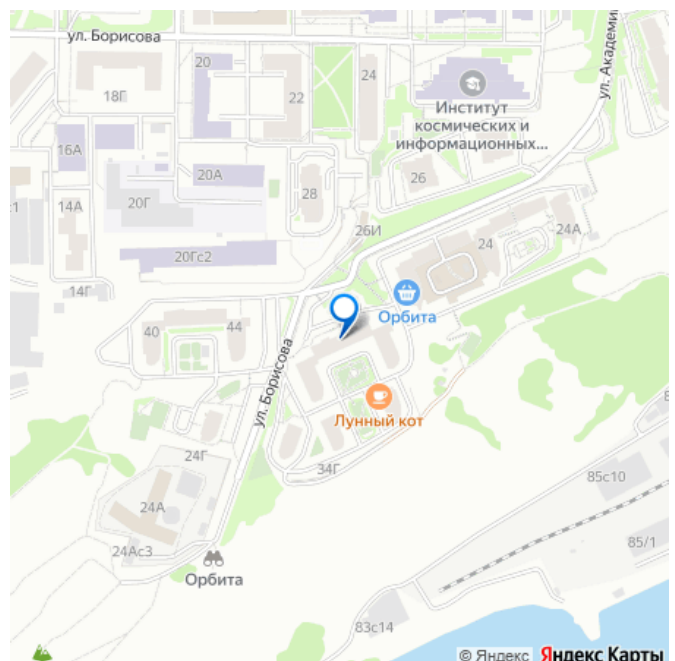 ул. Борисова
20
24
ул. Академи
22
18Г
Институт
космических и
информационных...
16А
20А
26
28
14А
20Г
с1
26И
24
24А
20Гс2
14Г
Орбита
40
44
ул. Борисова
Лунный кот
24Г
34Г
85с10
24А
85/1
24Ас3
Орбита
83с14
© Яндекс Яндекс Карты